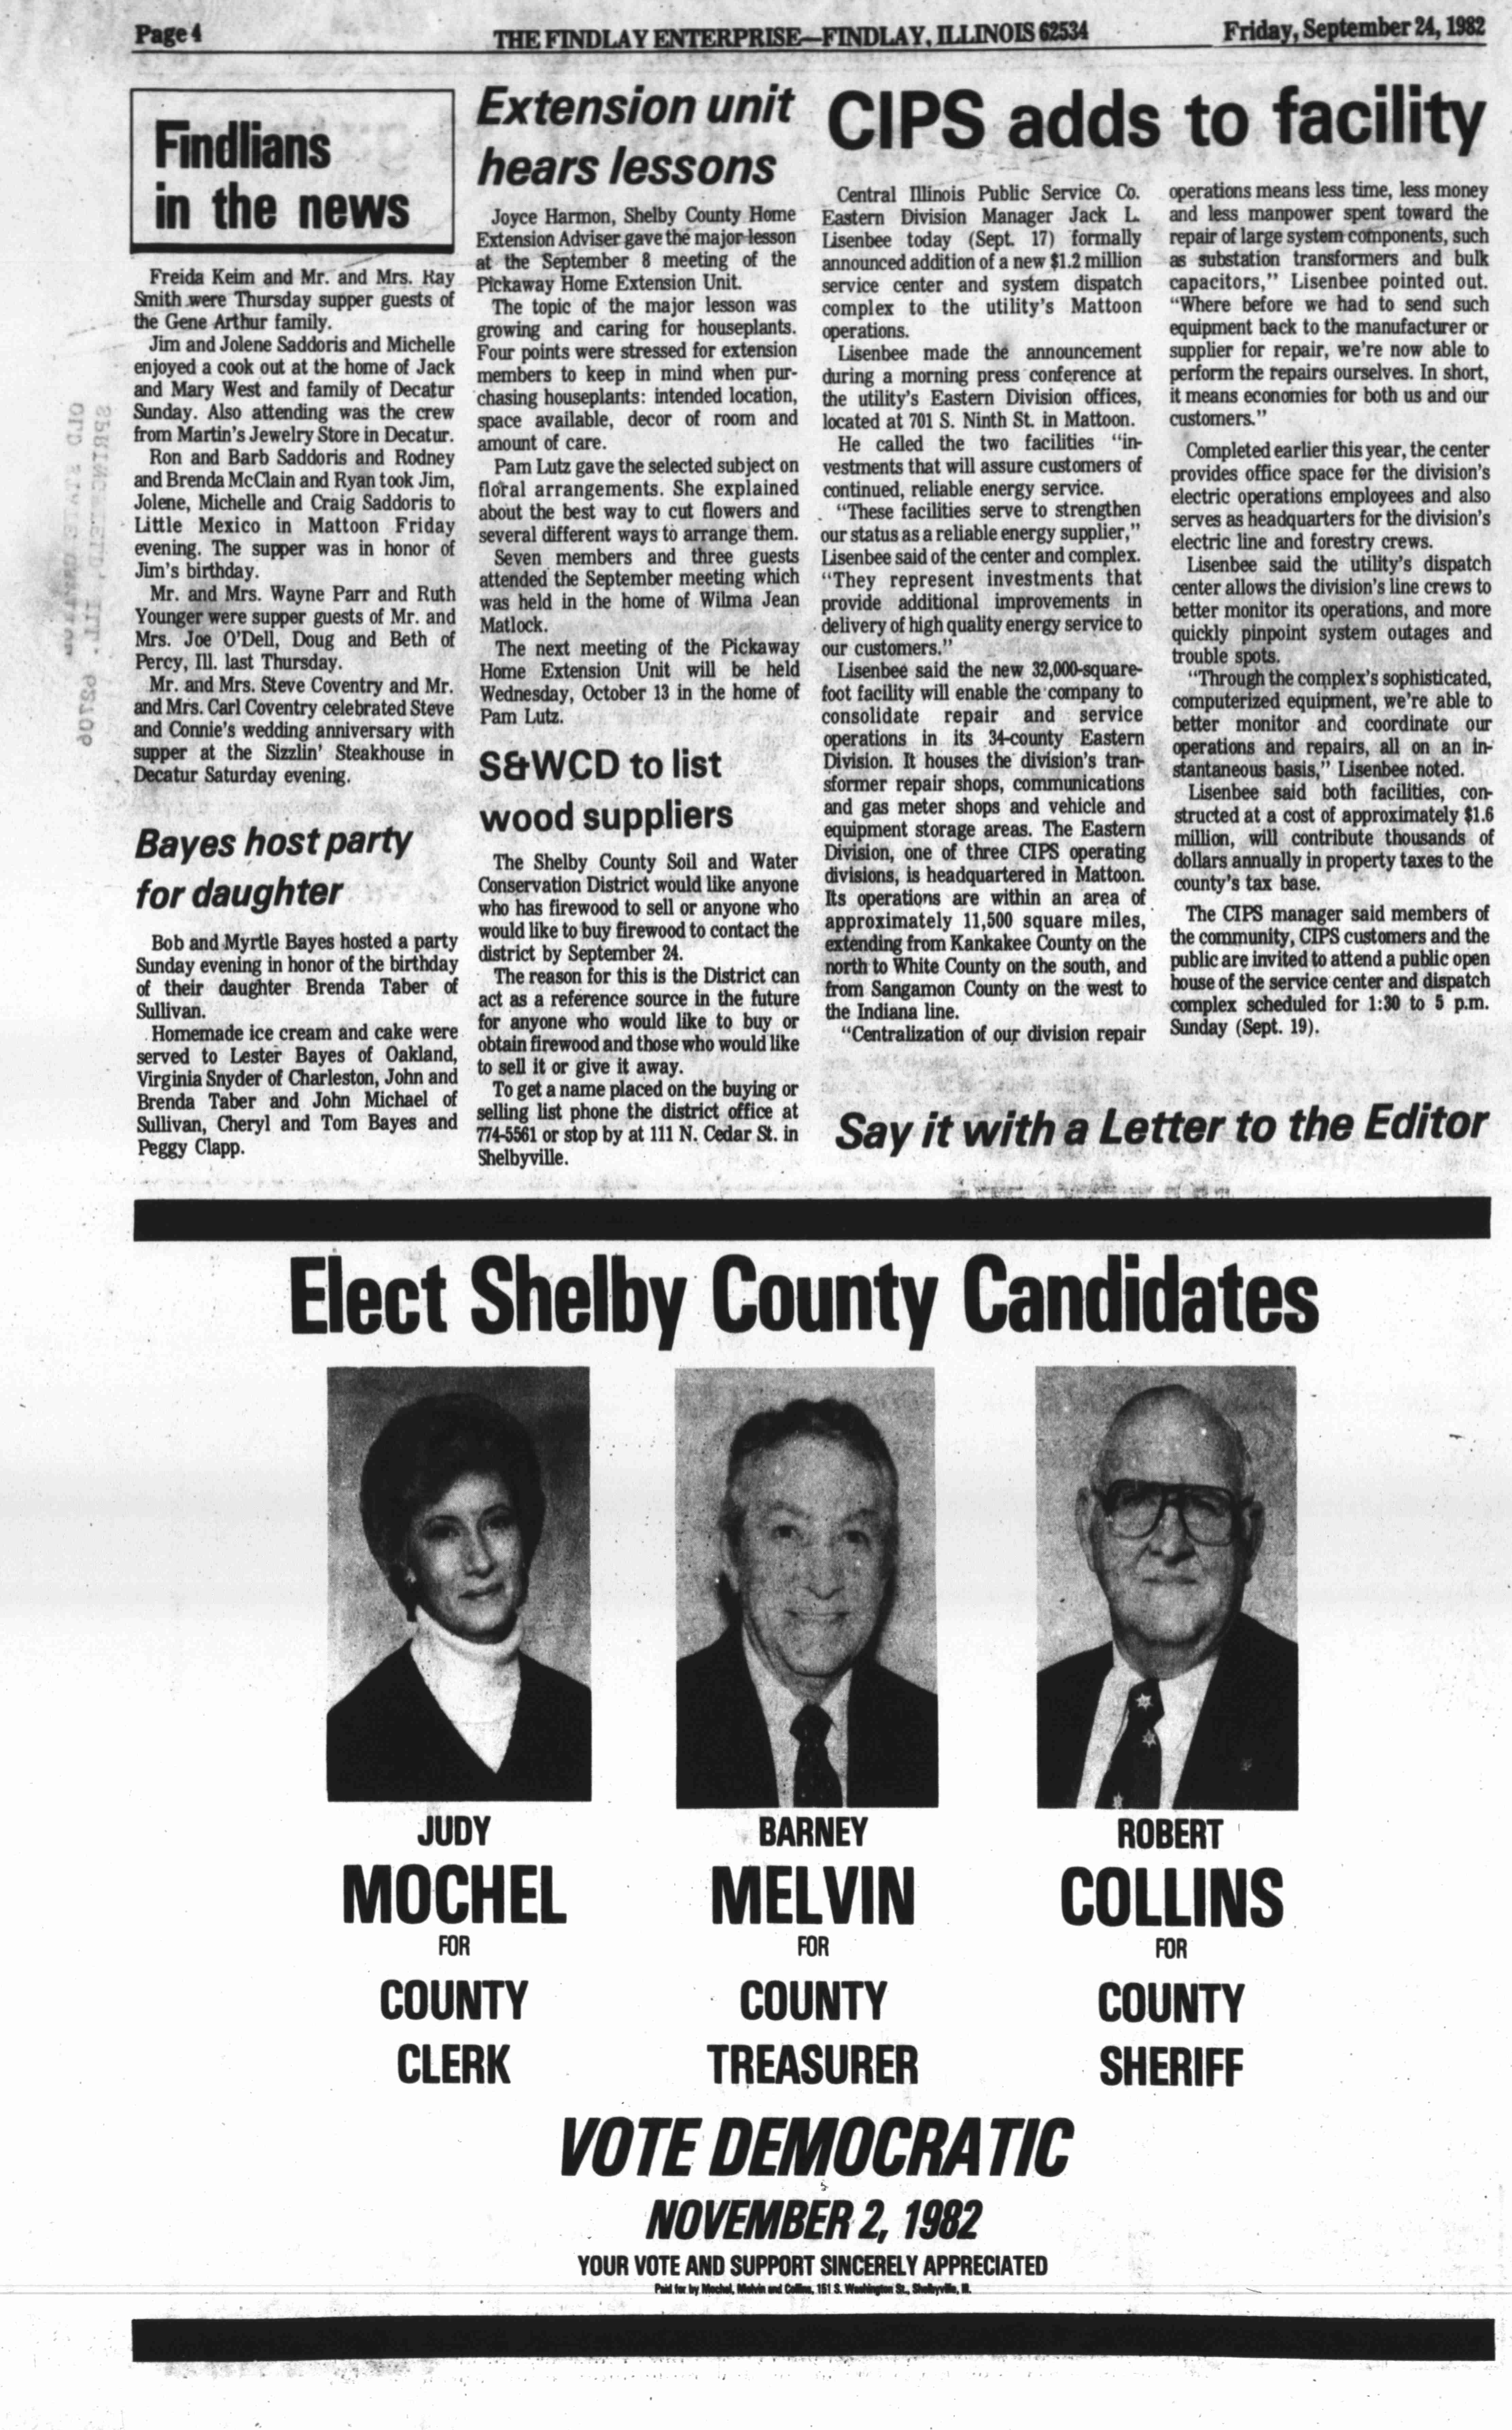 Page 4
THE FINDLAY ENTERPRISE—FINDLAY, ILLINOIS 62534
Friday, September 24, 1982
Findlians
in the news
Freida Keim and Mr. and Mrs. Ray
Smith were Thursday supper guests of
the Gene Arthur family.
Jim and Jolene Saddoris and Michelle
enjoyed a cook out at the home of Jack
and Mary West and family of Decatur
Sunday. Also attending was the crew
from Martin's Jewelry Store in Decatur.
Ron and Barb Saddoris and Rodney
and Brenda McClain and Ryan took Jim,
Jolene, Michelle and Craig Saddoris to
Little Mexico in Mattoon Friday
evening. The supper was in honor of
Jim's birthday.
Mr. and Mrs. Wayne Parr and Ruth
Younger were supper guests of Mr. and
Mrs. Joe O'Dell, Doug and Beth of
Percy, Ill. last Thursday.
Mr. and Mrs. Steve Coventry and Mr.
and Mrs. Carl Coventry celebrated Steve
and Connie's wedding anniversary with
supper at the Sizzlin' Steakhouse in
Decatur Saturday evening.
Bayes host party
for daughter
Bob and Myrtle Bayes hosted a party
Sunday evening in honor of the birthday
of their daughter Brenda Taber of
Sullivan.
Homemade ice cream and cake were
served to Lester Bayes of Oakland,
Virginia Snyder of Charleston, John and
Brenda Taber and John Michael of
Sullivan, Cheryl and Tom Bayes and
Peggy Clapp.
Extension unit
hears lessons
Joyce Harmon, Shelby County Home
Extension Adviser gave the major lesson
at the September 8 meeting of the
Pickaway Home Extension Unit.
The topic of the major lesson was
growing and caring for houseplants.
Four points were stressed for extension
members to keep in mind when pur-
chasing houseplants: intended location,
space available, decor of room and
amount of care.
Pam Lutz gave the selected subject on
floral arrangements. She explained
about the best way to cut flowers and
several different ways to arrange them.
Seven members and three guests
attended the September meeting which
was held in the home of Wilma Jean
Matlock.
The next meeting of the Pickaway
Home Extension Unit will be held
Wednesday, October 13 in the home of
Pam Lutz.
S&WCD to list
wood suppliers
The Shelby County Soil and Water
Conservation District would like anyone
who has firewood to sell or anyone who
would like to buy firewood to contact the
district by September 24.
The reason for this is the District can
act as a reference source in the future
for anyone who would like to buy or
obtain firewood and those who would like
to sell it or give it away.
To get a name placed on the buying or
selling list phone the district office at
774-5561 or stop by at 111 N. Cedar St. in
Shelbyville.
CIPS adds to facility
Central Illinois Public Service Co.
Eastern Division Manager Jack L.
Lisenbee today (Sept. 17) formally
announced addition of a new $1.2 million
service center and system dispatch
complex to the utility's Mattoon
operations.
Lisenbee made the announcement
during a morning press conference at
the utility's Eastern Division offices,
located at 701 S. Ninth St. in Mattoon.
He called the two facilities "in-
vestments that will assure customers of
continued, reliable energy service.
"These facilities serve to strengthen
our status as a reliable energy supplier,"
Lisenbee said of the center and complex.
"They represent investments that
provide additional improvements in
delivery of high quality energy service to
our customers."
Lisenbee said the new 32,000-square-
foot facility will enable the company to
consolidate repair and service
operations in its 34-county Eastern
Division. It houses the division's tran-
sformer repair shops, communications
and gas meter shops and vehicle and
equipment storage areas. The Eastern
Division, one of three CIPS operating
divisions, is headquartered in Mattoon.
Its operations are within an area of
approximately 11,500 square miles,
extending from Kankakee County on the
north to White County on the south, and
from Sangamon County on the west to
the Indiana line.
"Centralization of our division repair
operations means less time, less money
and less manpower spent toward the
repair of large system components, such
as substation transformers and bulk
capacitors," Lisenbee pointed out.
"Where before we had to send such
equipment back to the manufacturer or
supplier for repair, we're now able to
perform the repairs ourselves. In short,
it means economies for both us and our
customers."
Completed earlier this year, the center
provides office space for the division's
electric operations employees and also
serves as headquarters for the division's
electric line and forestry crews.
Lisenbee said the utility's dispatch
center allows the division's line crews to
better monitor its operations, and more
quickly pinpoint system outages and
trouble spots.
"Through the complex's sophisticated,
computerized equipment, we're able to
better monitor and coordinate our
operations and repairs, all on an in-
stantaneous basis," Lisenbee noted.
Lisenbee said both facilities, con-
structed at a cost of approximately $1.6
million, will contribute thousands of
dollars annually in property taxes to the
county's tax base.
The CIPS manager said members of
the community, CIPS customers and the
public are invited to attend a public open
house of the service center and dispatch
complex scheduled for 1:30 to 5 p.m.
Sunday (Sept. 19).
Say it with a Letter to the Editor
Elect Shelby County Candidates
JUDY
MOCHEL
FOR
COUNTY
CLERK
BARNEY
MELVIN
FOR
COUNTY
TREASURER
ROBERT
COLLINS
FOR
COUNTY
SHERIFF
VOTE DEMOCRATIC
NOVEMBER 2, 1982
YOUR VOTE AND SUPPORT SINCERELY APPRECIATED
Paid for by Mochel, Melvin and Collins, 151 S. Washington St., Shelbyville, Ill.